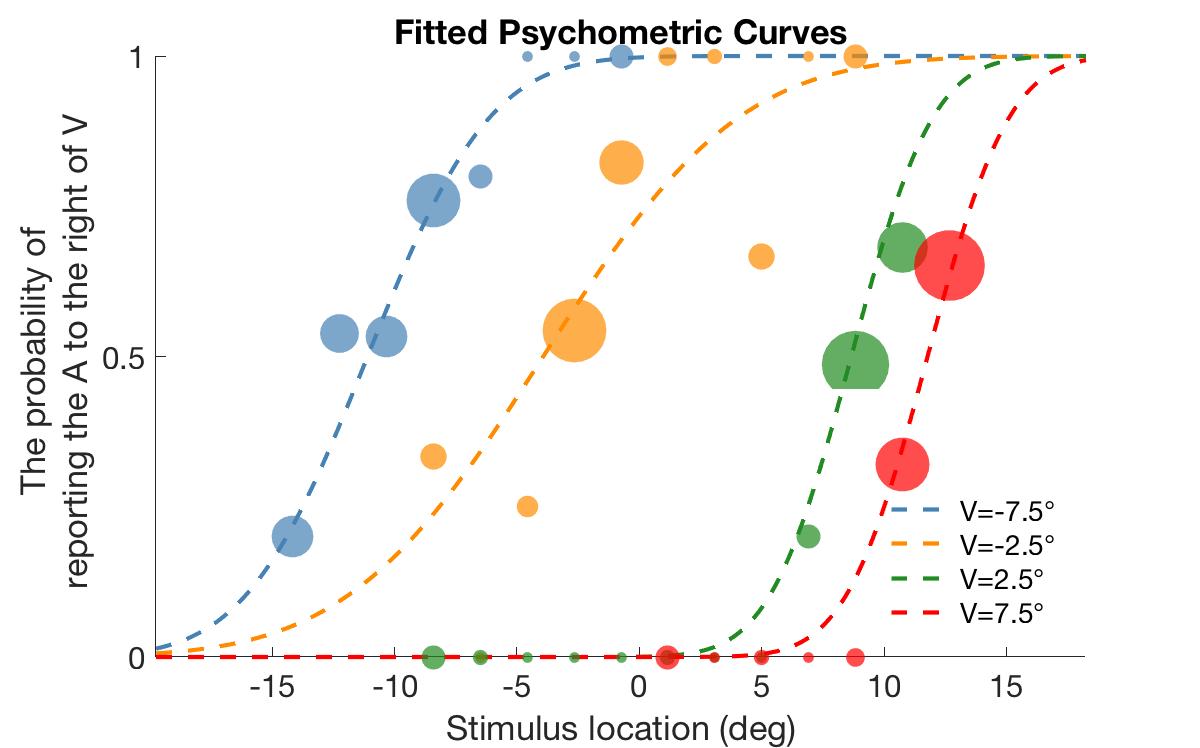 Fitted Psychometric Curves
The probability of
reporting the A to the right of V
1
0.5
0
-15
-10
-5
0
5
10
15
Stimulus location (deg)
V=-7.5°
V=-2.5°
V=2.5°
V=7.5°